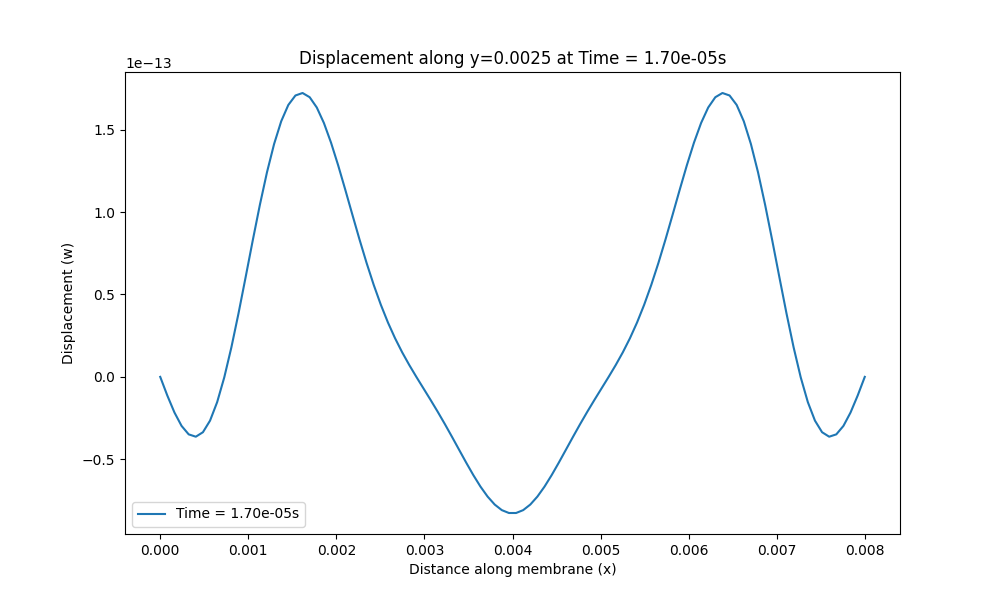 Displacement along y=0.0025 at Time = 1.70e-05s
1e−13
1.5
1.0
0.5
0.0
−0.5
Displacement (w)
Time = 1.70e-05s
0.000 0.001 0.002 0.003 0.004 0.005 0.006 0.007 0.008
Distance along membrane (x)